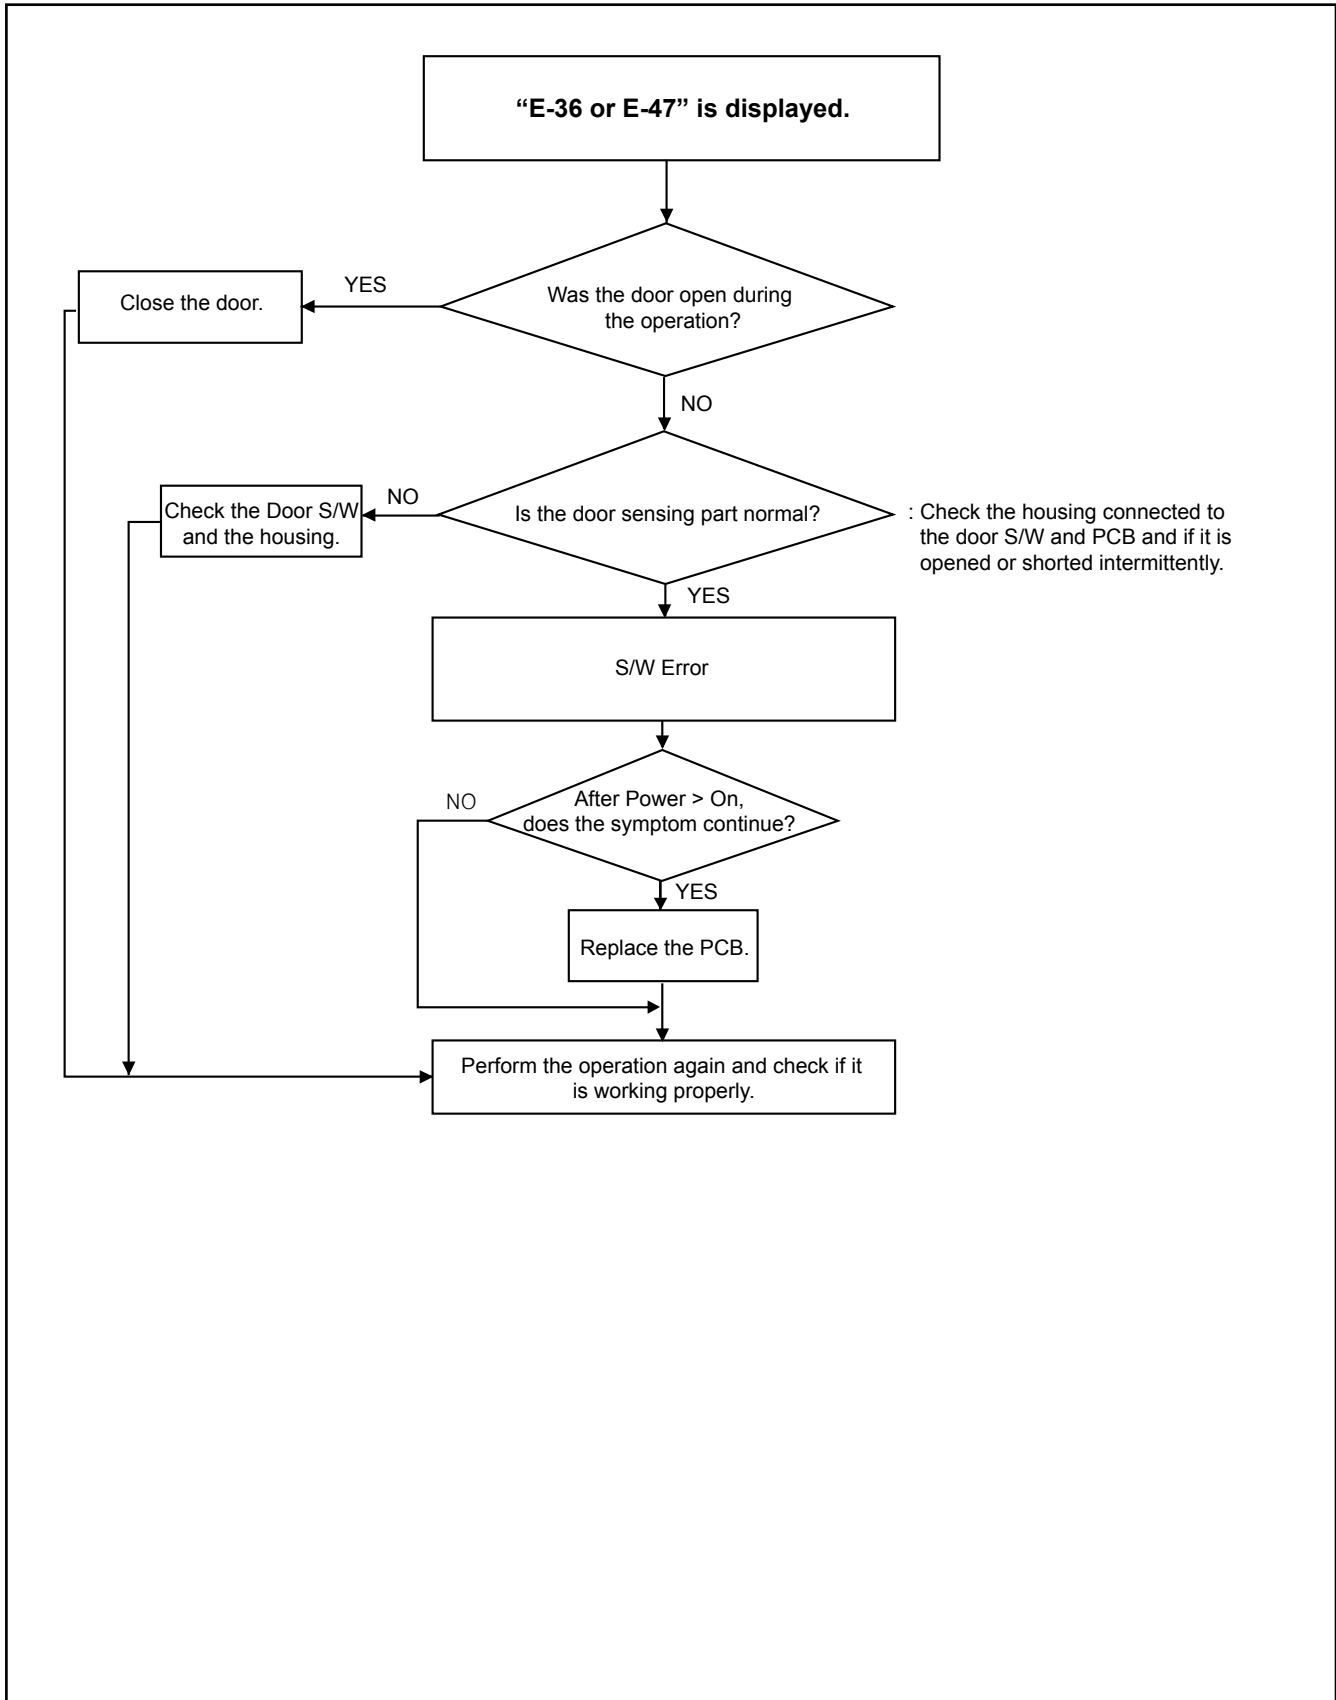 “E-36 or E-47” is displayed.
YES
Close the door.
Was the door open during
the operation?
NO
NO
Check the Door S/W
and the housing.
Is the door sensing part normal?
: Check the housing connected to
the door S/W and PCB and if it is
opened or shorted intermittently.
YES
S/W Error
NO
After Power > On,
does the symptom continue?
YES
Replace the PCB.
Perform the operation again and check if it
is working properly.